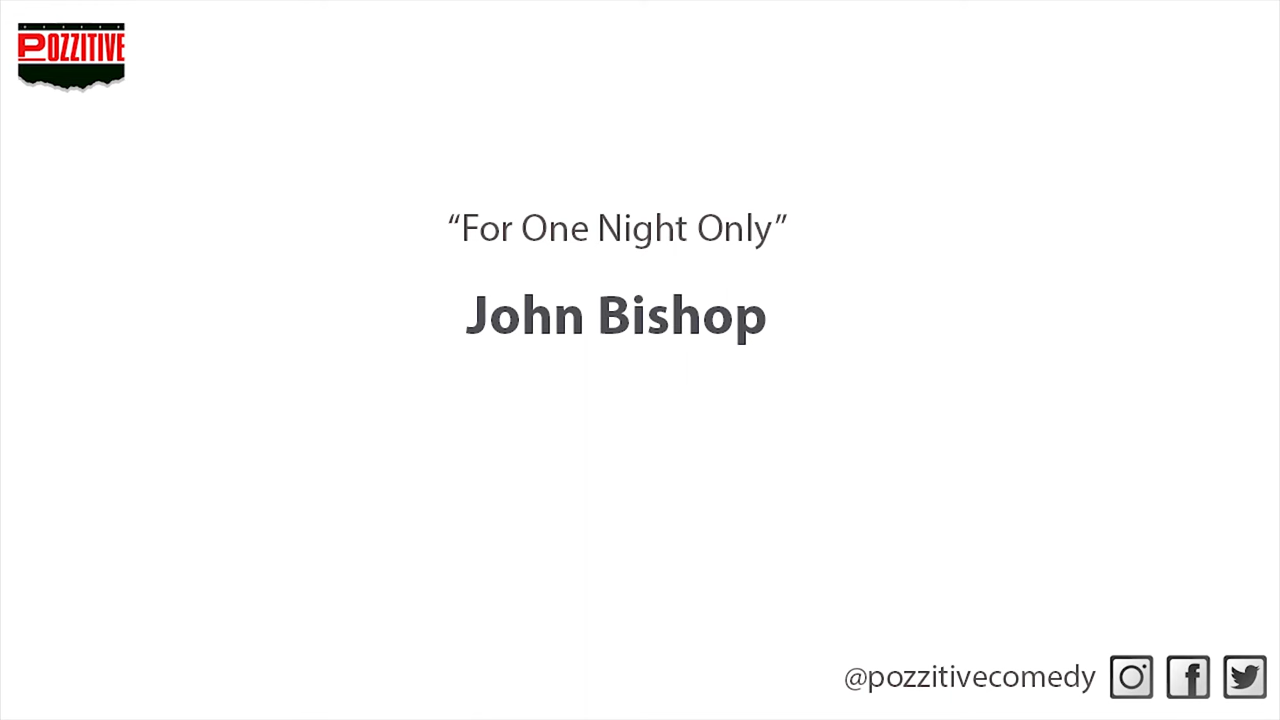 POZZITIVE
“For One Night Only”
John Bishop
@pozzitivecomedy